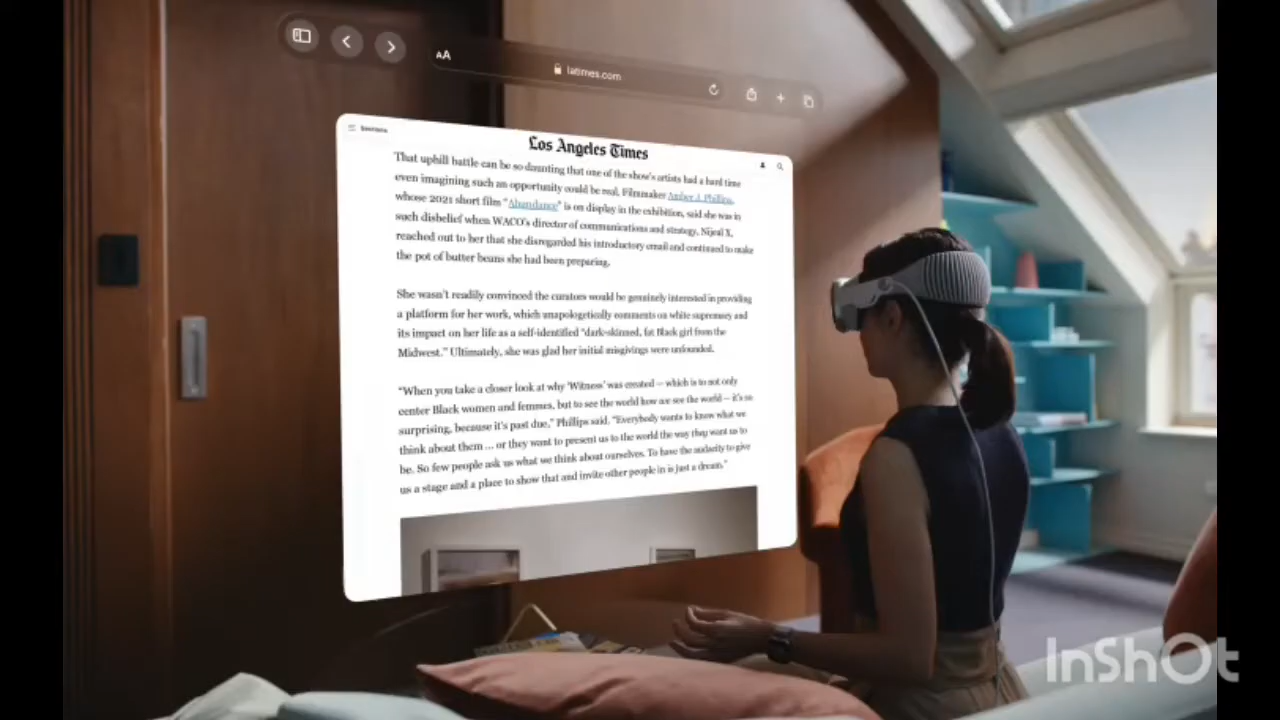 AA
latimes.com
Sections
Los Angeles Times
That uphill battle can be so daunting that one of the show's artists had a hard time
even imagining such an opportunity could be real. Filmmaker Amber J. Phillips,
whose 2021 short film "Abundance" is on display in the exhibition, said she was in
such disbelief when WACO's director of communications and strategy, Nijeul X,
reached out to her that she disregarded his introductory email and continued to make
the pot of butter beans she had been preparing.
She wasn't readily convinced the curators would be genuinely interested in providing
a platform for her work, which unapologetically comments on white supremacy and
its impact on her life as a self-identified "dark-skinned, fat Black girl from the
Midwest." Ultimately, she was glad her initial misgivings were unfounded.
"When you take a closer look at why 'Witness' was created — which is to not only
center Black women and femmes, but to see the world how we see the world — it's so
surprising, because it's past due," Phillips said. "Everybody wants to know what we
think about them ... or they want to present us to the world the way they want us to
be. So few people ask us what we think about ourselves. To have the audacity to give
us a stage and a place to show that and invite other people in is just a dream."
InShOt